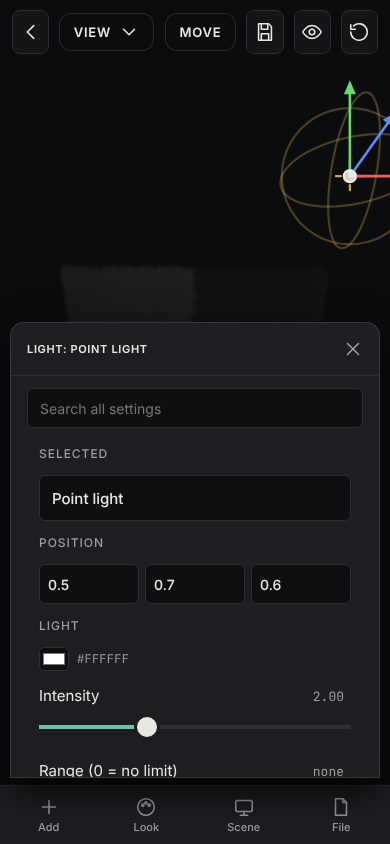 VIEW
MOVE
LIGHT: POINT LIGHT
Search all settings
SELECTED
Point light
POSITION
0.5 0.7 0.6
LIGHT
#FFFFFF
Intensity 2.00
Range (0 = no limit) none
Add Look Scene File